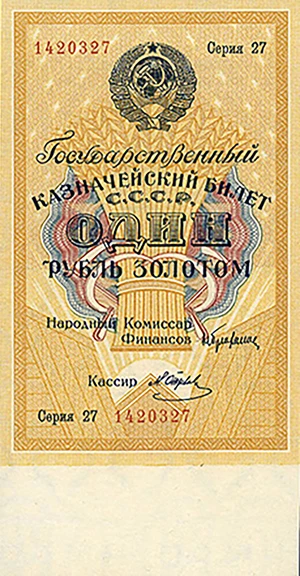 1420327 Серия 27
Государственный
КАЗНАЧЕЙСКИЙ БИЛЕТ
С.С.С.Р.
ОДИН
РУБЛЬ ЗОЛОТОМ
Народный Комиссар
Финансов
Кассир
Серия 27 1420327